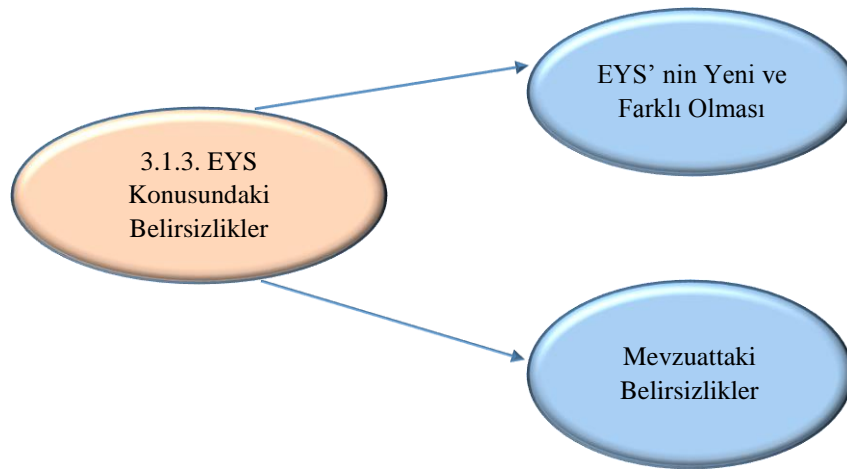 EYS’ nin Yeni ve
Farklı Olması
3.1.3. EYS
Konusundaki
Belirsizlikler
Mevzuattaki
Belirsizlikler